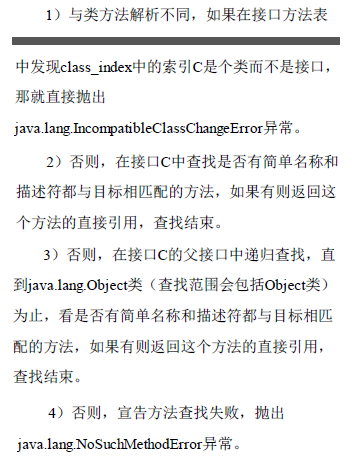 1）与类方法解析不同，如果在接口方法表
中发现class_index中的索引C是个类而不是接口，
那就直接抛出
java.lang.IncompatibleClassChangeError异常。
2）否则，在接口C中查找是否有简单名称和
描述符都与目标相匹配的方法，如果有则返回这
个方法的直接引用，查找结束。
3）否则，在接口C的父接口中递归查找，直
到java.lang.Object类（查找范围会包括Object类）
为止，看是否有简单名称和描述符都与目标相匹
配的方法，如果有则返回这个方法的直接引用，
查找结束。
4）否则，宣告方法查找失败，抛出
java.lang.NoSuchMethodError异常。